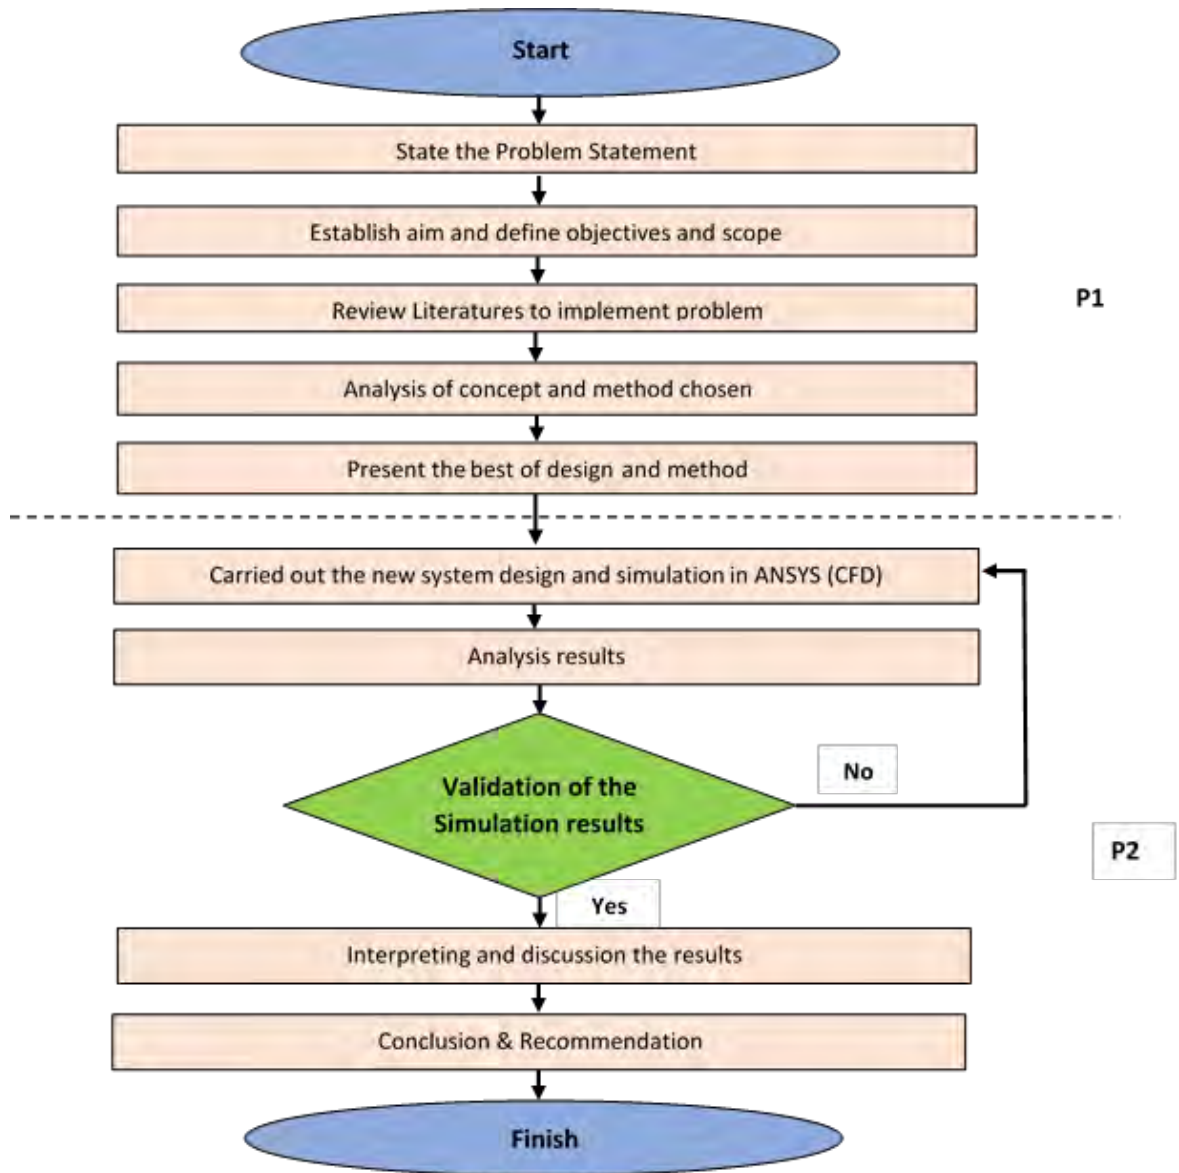 Start
State the Problem Statement
Establish aim and define objectives and scope
Review Literatures to implement problem
P1
Analysis of concept and method chosen
Present the best of design and method
Carried out the new system design and simulation in ANSYS (CFD)
Analysis results
Validation of the
Simulation results
No
P2
Yes
Interpreting and discussion the results
Conclusion & Recommendation
Finish